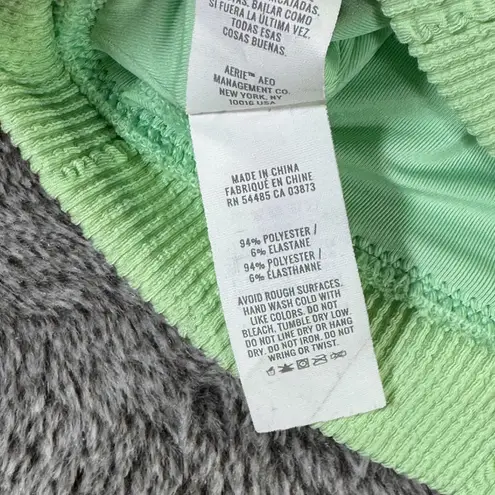 ENCAJADAS.
BAILAR COMO
SI FUERA LA ÚLTIMA VEZ.
TODAS ESAS
COSAS BUENAS.
AERIE™ AEO
MANAGEMENT CO.
NEW YORK, NY
10016 USA
MADE IN CHINA
FABRIQUÉ EN CHINE
RN 54485 CA 03873
94% POLYESTER /
6% ELASTANE
94% POLYESTER /
6% ÉLASTHANNE
AVOID ROUGH SURFACES.
HAND WASH COLD WITH
LIKE COLORS. DO NOT
BLEACH. TUMBLE DRY LOW.
DO NOT LINE DRY OR HANG
DRY. DO NOT IRON. DO NOT
WRING OR TWIST.